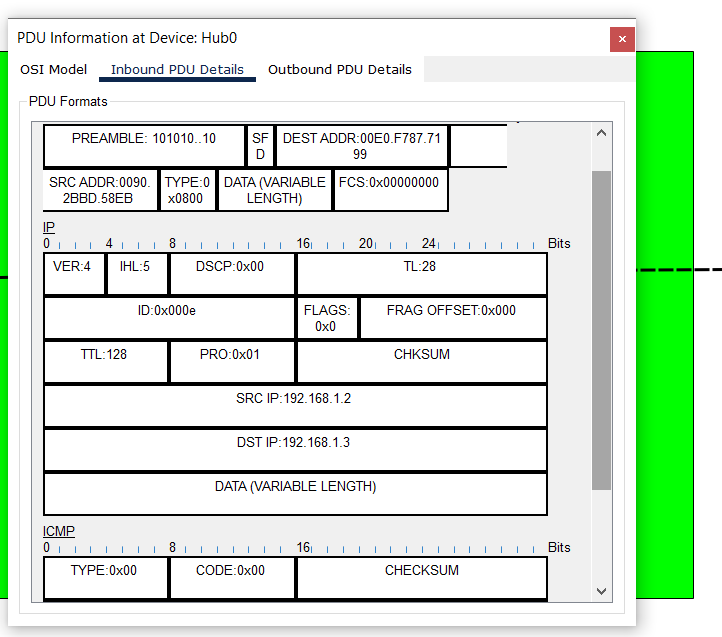 PDU Information at Device: Hub0
×
OSI Model Inbound PDU Details Outbound PDU Details
PDU Formats
PREAMBLE: 101010..10
SF
D
DEST ADDR:00E0.F787.71
99
SRC ADDR:0090.
2BBD.58EB
TYPE:0
x0800
DATA (VARIABLE
LENGTH)
FCS:0x00000000
IP
0 4 8 16 20 24 Bits
VER:4 IHL:5 DSCP:0x00 TL:28
ID:0x000e
FLAGS:
0x0
FRAG OFFSET:0x000
TTL:128 PRO:0x01 CHKSUM
SRC IP:192.168.1.2
DST IP:192.168.1.3
DATA (VARIABLE LENGTH)
ICMP
0 8 16 Bits
TYPE:0x00 CODE:0x00 CHECKSUM